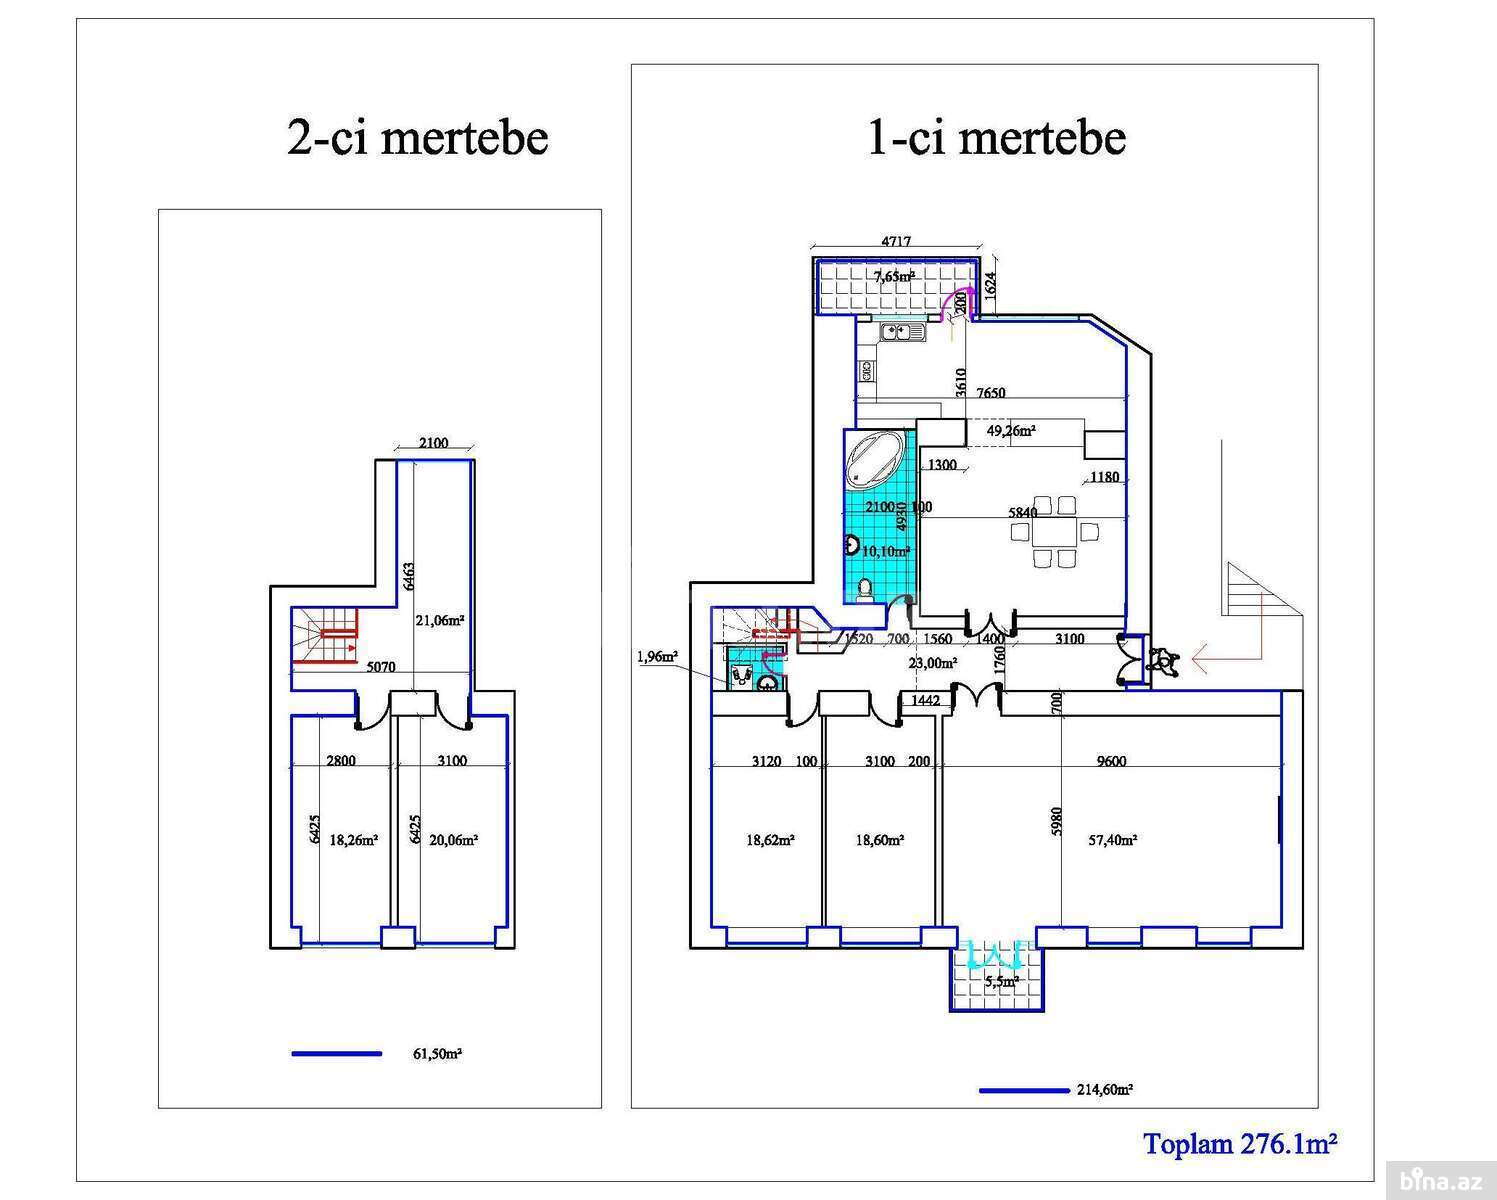 2-ci mertebe
2100
6463
21,06m²
5070
2800
3100
6425
18,26m²
6425
20,06m²
61,50m²
1-ci mertebe
4717
7,65m²
1624
200
3610
7650
49,26m²
1300
1180
2100
100
4930
5840
10,10m²
1520
700
1560
1400
3100
1,96m²
23,00m²
1760
1442
700
3120
100
3100
200
9600
5980
18,62m²
18,60m²
57,40m²
5,5m²
214,60m²
Toplam 276.1m²
bina.az